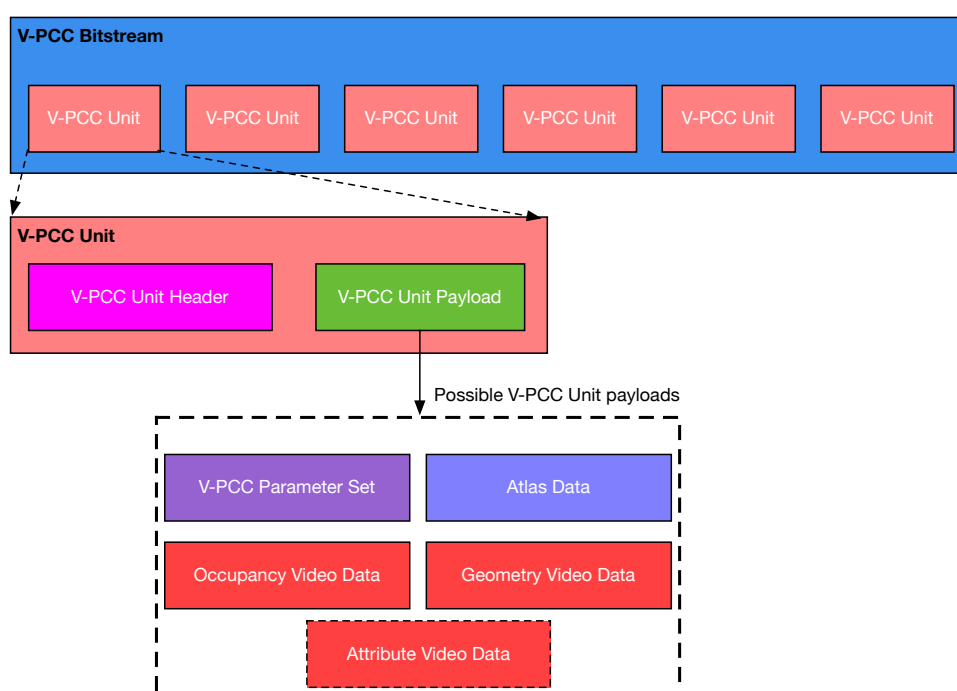 V-PCC Bitstream
V-PCC Unit V-PCC Unit V-PCC Unit V-PCC Unit V-PCC Unit V-PCC Unit
V-PCC Unit
V-PCC Unit Header V-PCC Unit Payload
Possible V-PCC Unit payloads
V-PCC Parameter Set Atlas Data
Occupancy Video Data Geometry Video Data
Attribute Video Data